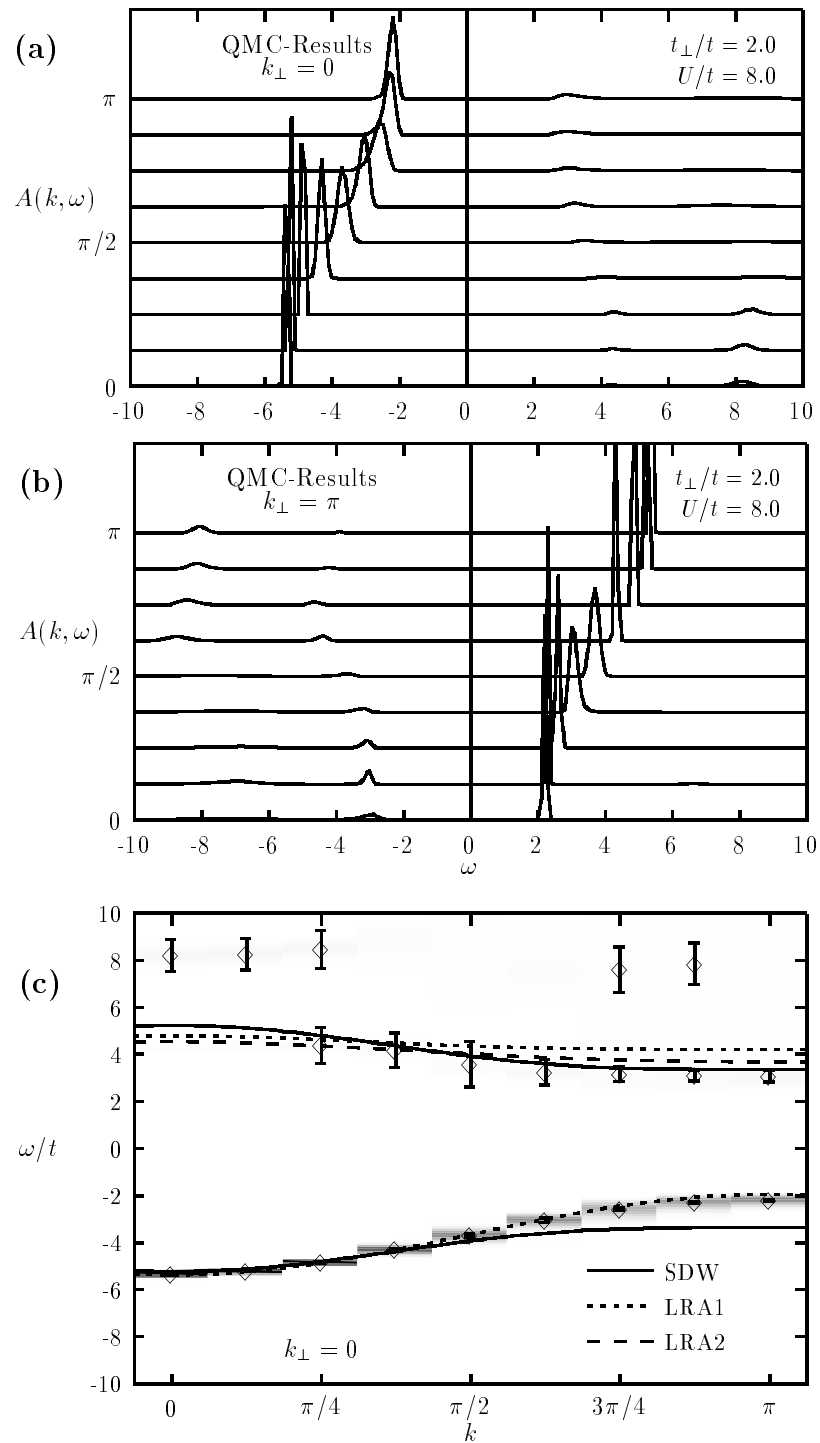 (a)
QMC-Results
k⊥ = 0
t⊥/t = 2.0
U/t = 8.0
π
A(k,ω)
π/2
0
-10 -8 -6 -4 -2 0 2 4 6 8 10
(b)
QMC-Results
k⊥ = π
t⊥/t = 2.0
U/t = 8.0
π
A(k,ω)
π/2
0
-10 -8 -6 -4 -2 0 2 4 6 8 10
ω
(c)
10
8
6
4
2
ω/t
0
-2
-4
-6
-8
-10
SDW
LRA1
LRA2
k⊥ = 0
0 π/4 π/2 3π/4 π
k